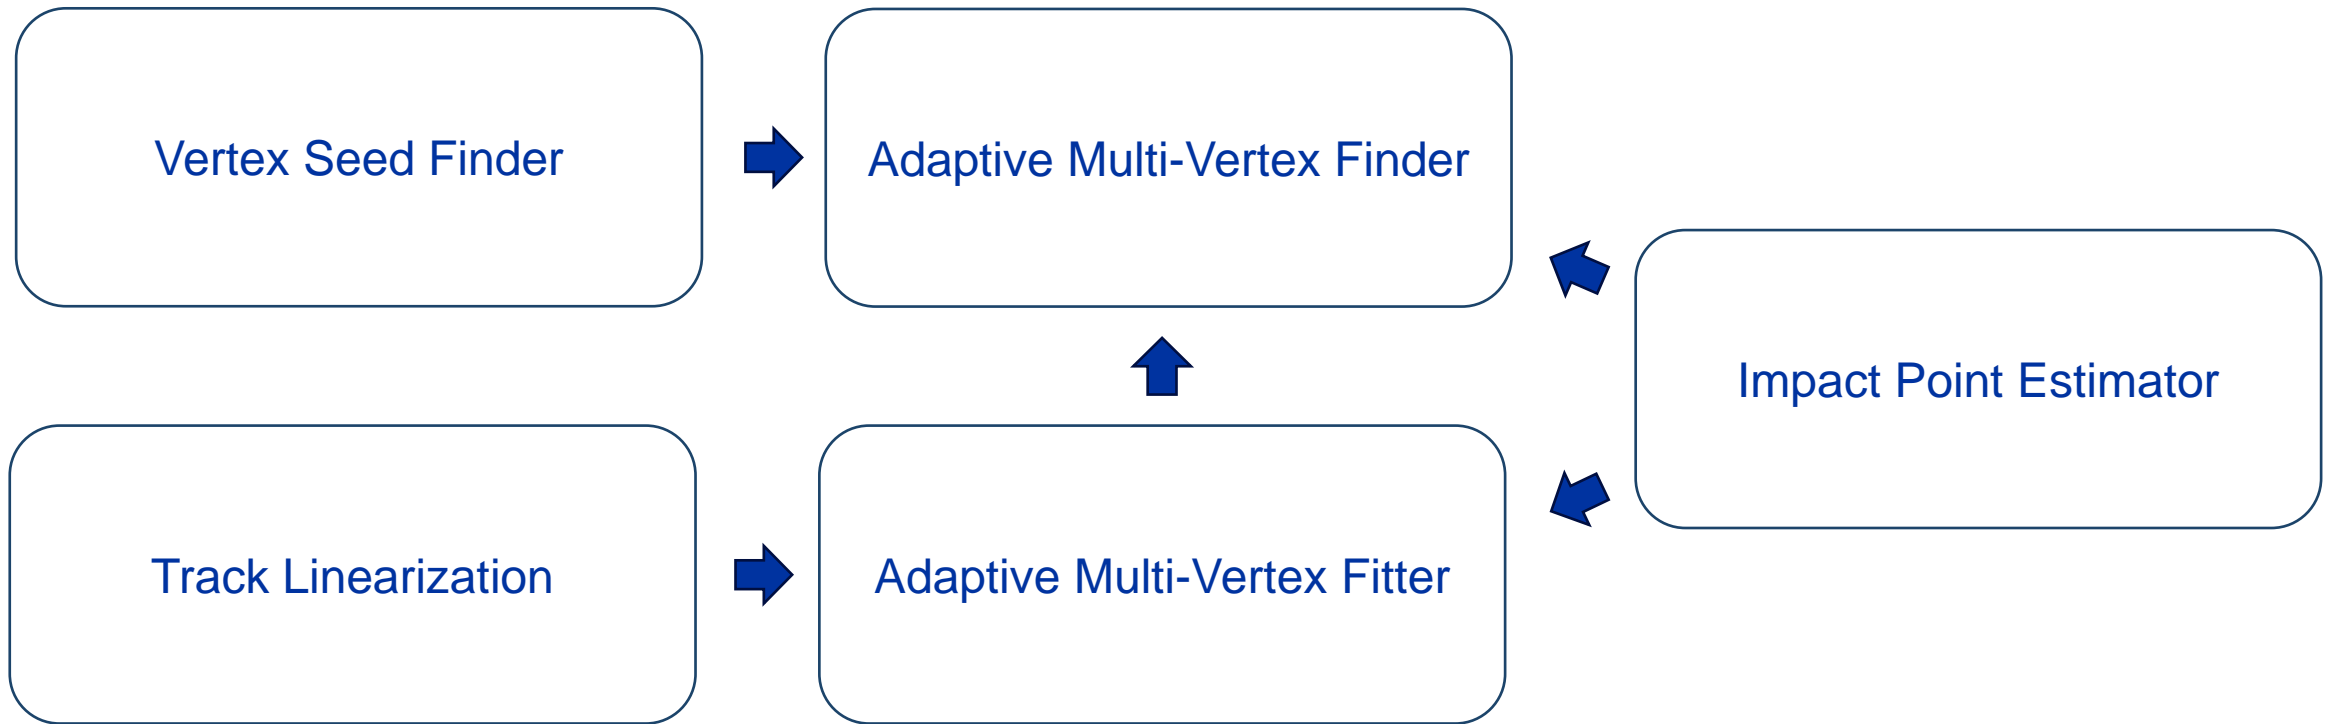 Vertex Seed Finder
Adaptive Multi-Vertex Finder
Impact Point Estimator
Track Linearization
Adaptive Multi-Vertex Fitter